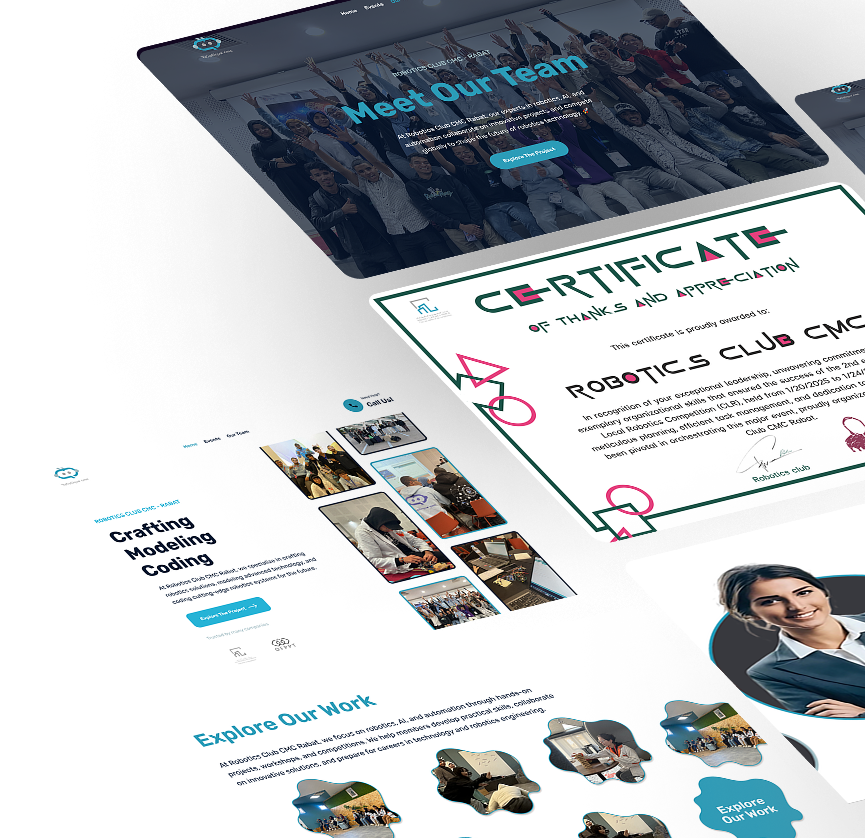 Home Events
ROBOTICS CLUB CMC - RABAT
Meet Our Team
At Robotics Club CMC Rabat, our experts in robotics, AI, and
automation collaborate on innovative projects and compete
globally to shape the future of robotics technology.
Explore The Project
CERTIFICATE
OF THANKS AND APPRECIATION
This certificate is proudly awarded to:
ROBOTICS CLUB CMC
In recognition of your exceptional leadership, unwavering commitme
exemplary organizational skills that ensured the success of the 2nd e
Local Robotics Competition (CLR), held from 1/20/2025 to 1/24/
meticulous planning, efficient task management, and dedication to
been pivotal in orchestrating this major event, proudly organiz
Club CMC Rabat.
Robotics club
Call Us!
Home Events Our Team
ROBOTICS CLUB CMC - RABAT
Crafting
Modeling
Coding
At Robotics Club CMC Rabat, we specialize in crafting
robotic solutions, modeling advanced technology, and
coding cutting-edge robotics systems for the future.
Explore The Project
Trusted by many companies
OFPPT
Explore Our Work
At Robotics Club CMC Rabat, we focus on robotics, AI, and automation through hands-on
projects, workshops, and competitions. We help members develop practical skills, collaborate
on innovative solutions, and prepare for careers in technology and robotics engineering.
Explore
Our Work